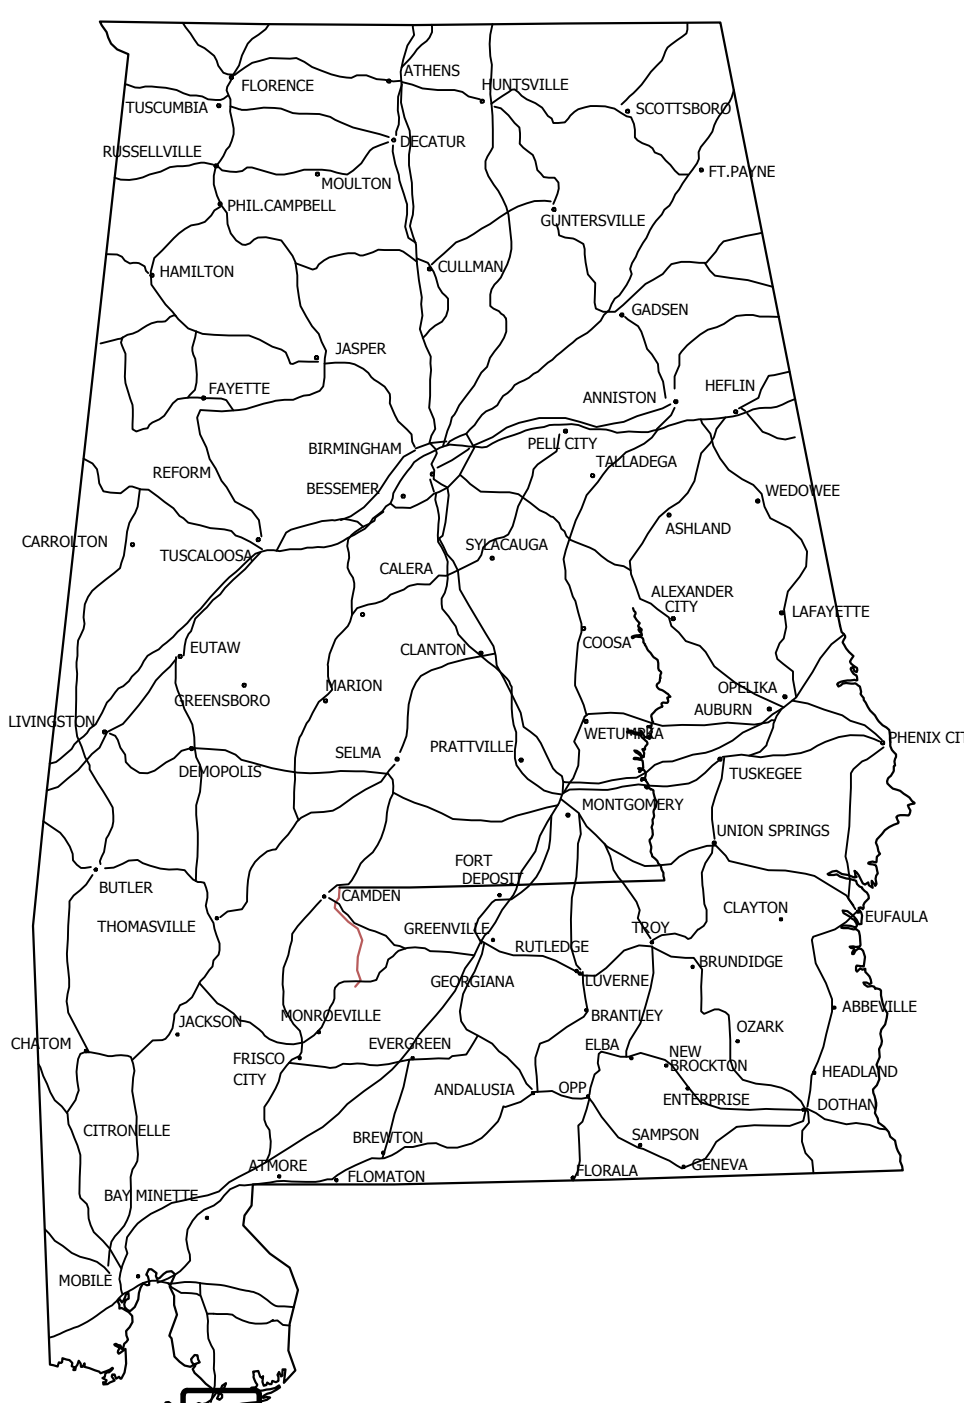 ATHENS
FLORENCE
HUNTSVILLE
TUSCUMBIA
SCOTTSBORO
DECATUR
RUSSELLVILLE
MOULTON
FT.PAYNE
PHIL.CAMPBELL
GUNTERSVILLE
HAMILTON
CULLMAN
GADSEN
JASPER
FAYETTE
ANNISTON
HEFLIN
BIRMINGHAM
PELL CITY
REFORM
TALLADEGA
BESSEMER
WEDOWEE
ASHLAND
CARROLTON
TUSCALOOSA
SYLACAUGA
CALERA
ALEXANDER
CITY
LAFAYETTE
EUTAW
CLANTON
COOSA
GREENSBORO
MARION
OPELIKA
AUBURN
LIVINGSTON
WETUMPKA
PHENIX CIT
SELMA
PRATTVILLE
DEMOPOLIS
TUSKEGEE
MONTGOMERY
UNION SPRINGS
FORT
DEPOSIT
BUTLER
CAMDEN
CLAYTON
EUFAULA
THOMASVILLE
GREENVILLE
RUTLEDGE
TROY
BRUNDIDGE
GEORGIANA
LUVERNE
ABBEVILLE
JACKSON
MONROEVILLE
BRANTLEY
OZARK
CHATOM
FRISCO
CITY
EVERGREEN
ELBA
NEW
BROCKTON
HEADLAND
ANDALUSIA
OPP
ENTERPRISE
DOTHAN
CITRONELLE
BREWTON
SAMPSON
ATMORE
FLOMATON
FLORALA
GENEVA
BAY MINETTE
MOBILE